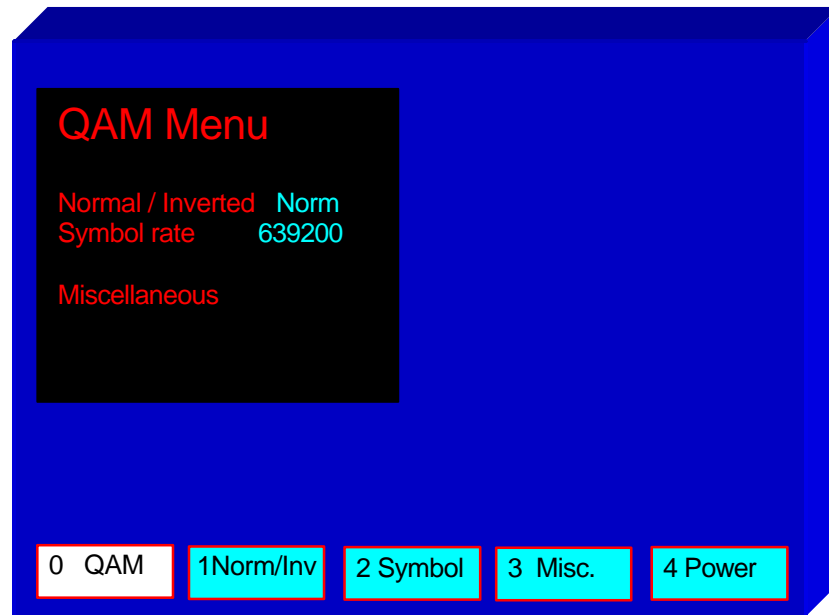 QAM Menu
Normal / Inverted Norm
Symbol rate 639200
Miscellaneous
0 QAM 1Norm/Inv 2 Symbol 3 Misc. 4 Power